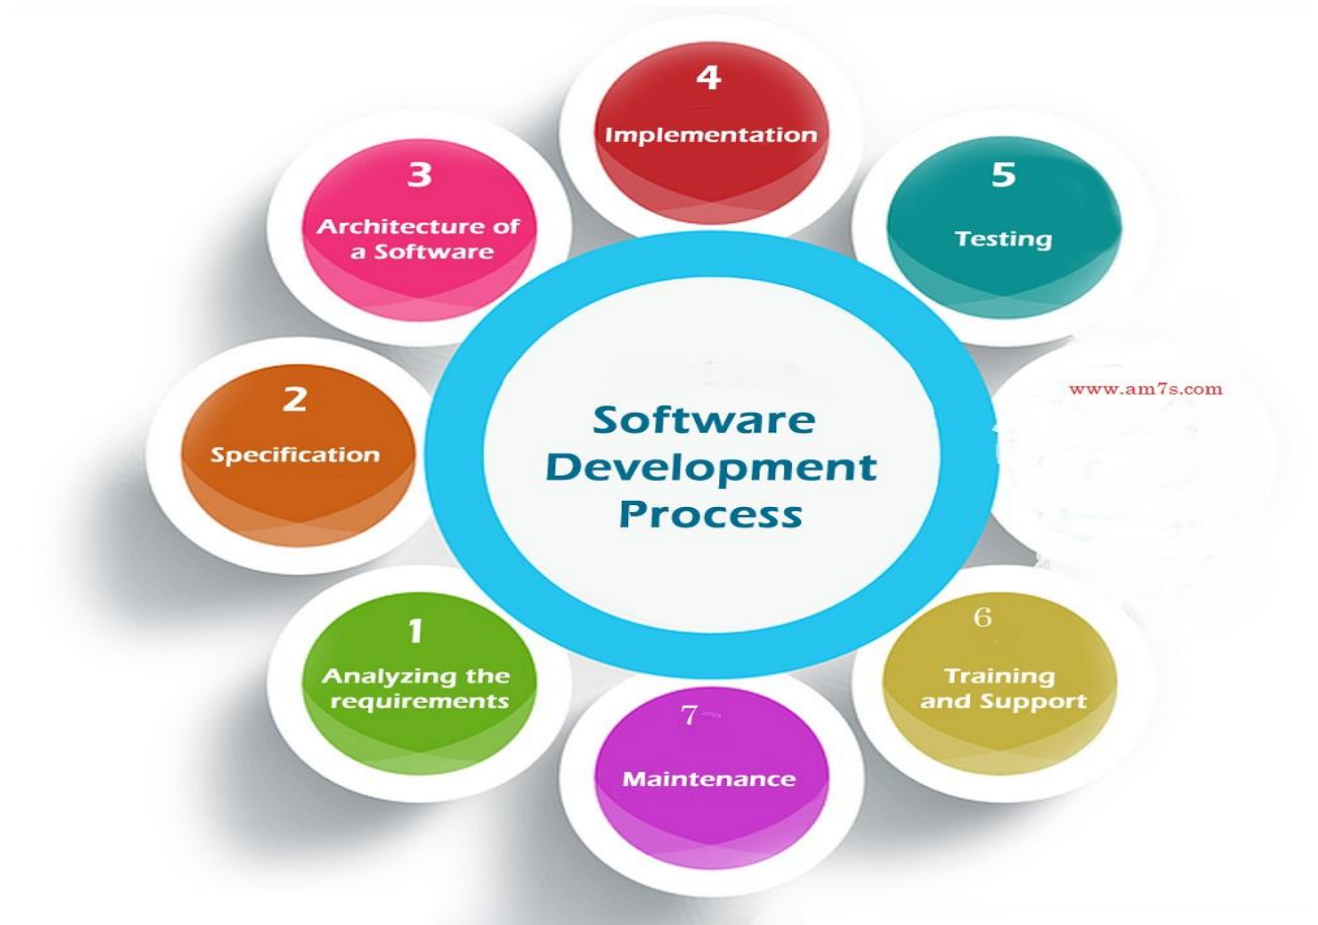 4
Implementation
3
Architecture of
a Software
5
Testing
2
Specification
www.am7s.com
Software
Development
Process
1
Analyzing the
requirements
6
Training
and Support
7
Maintenance